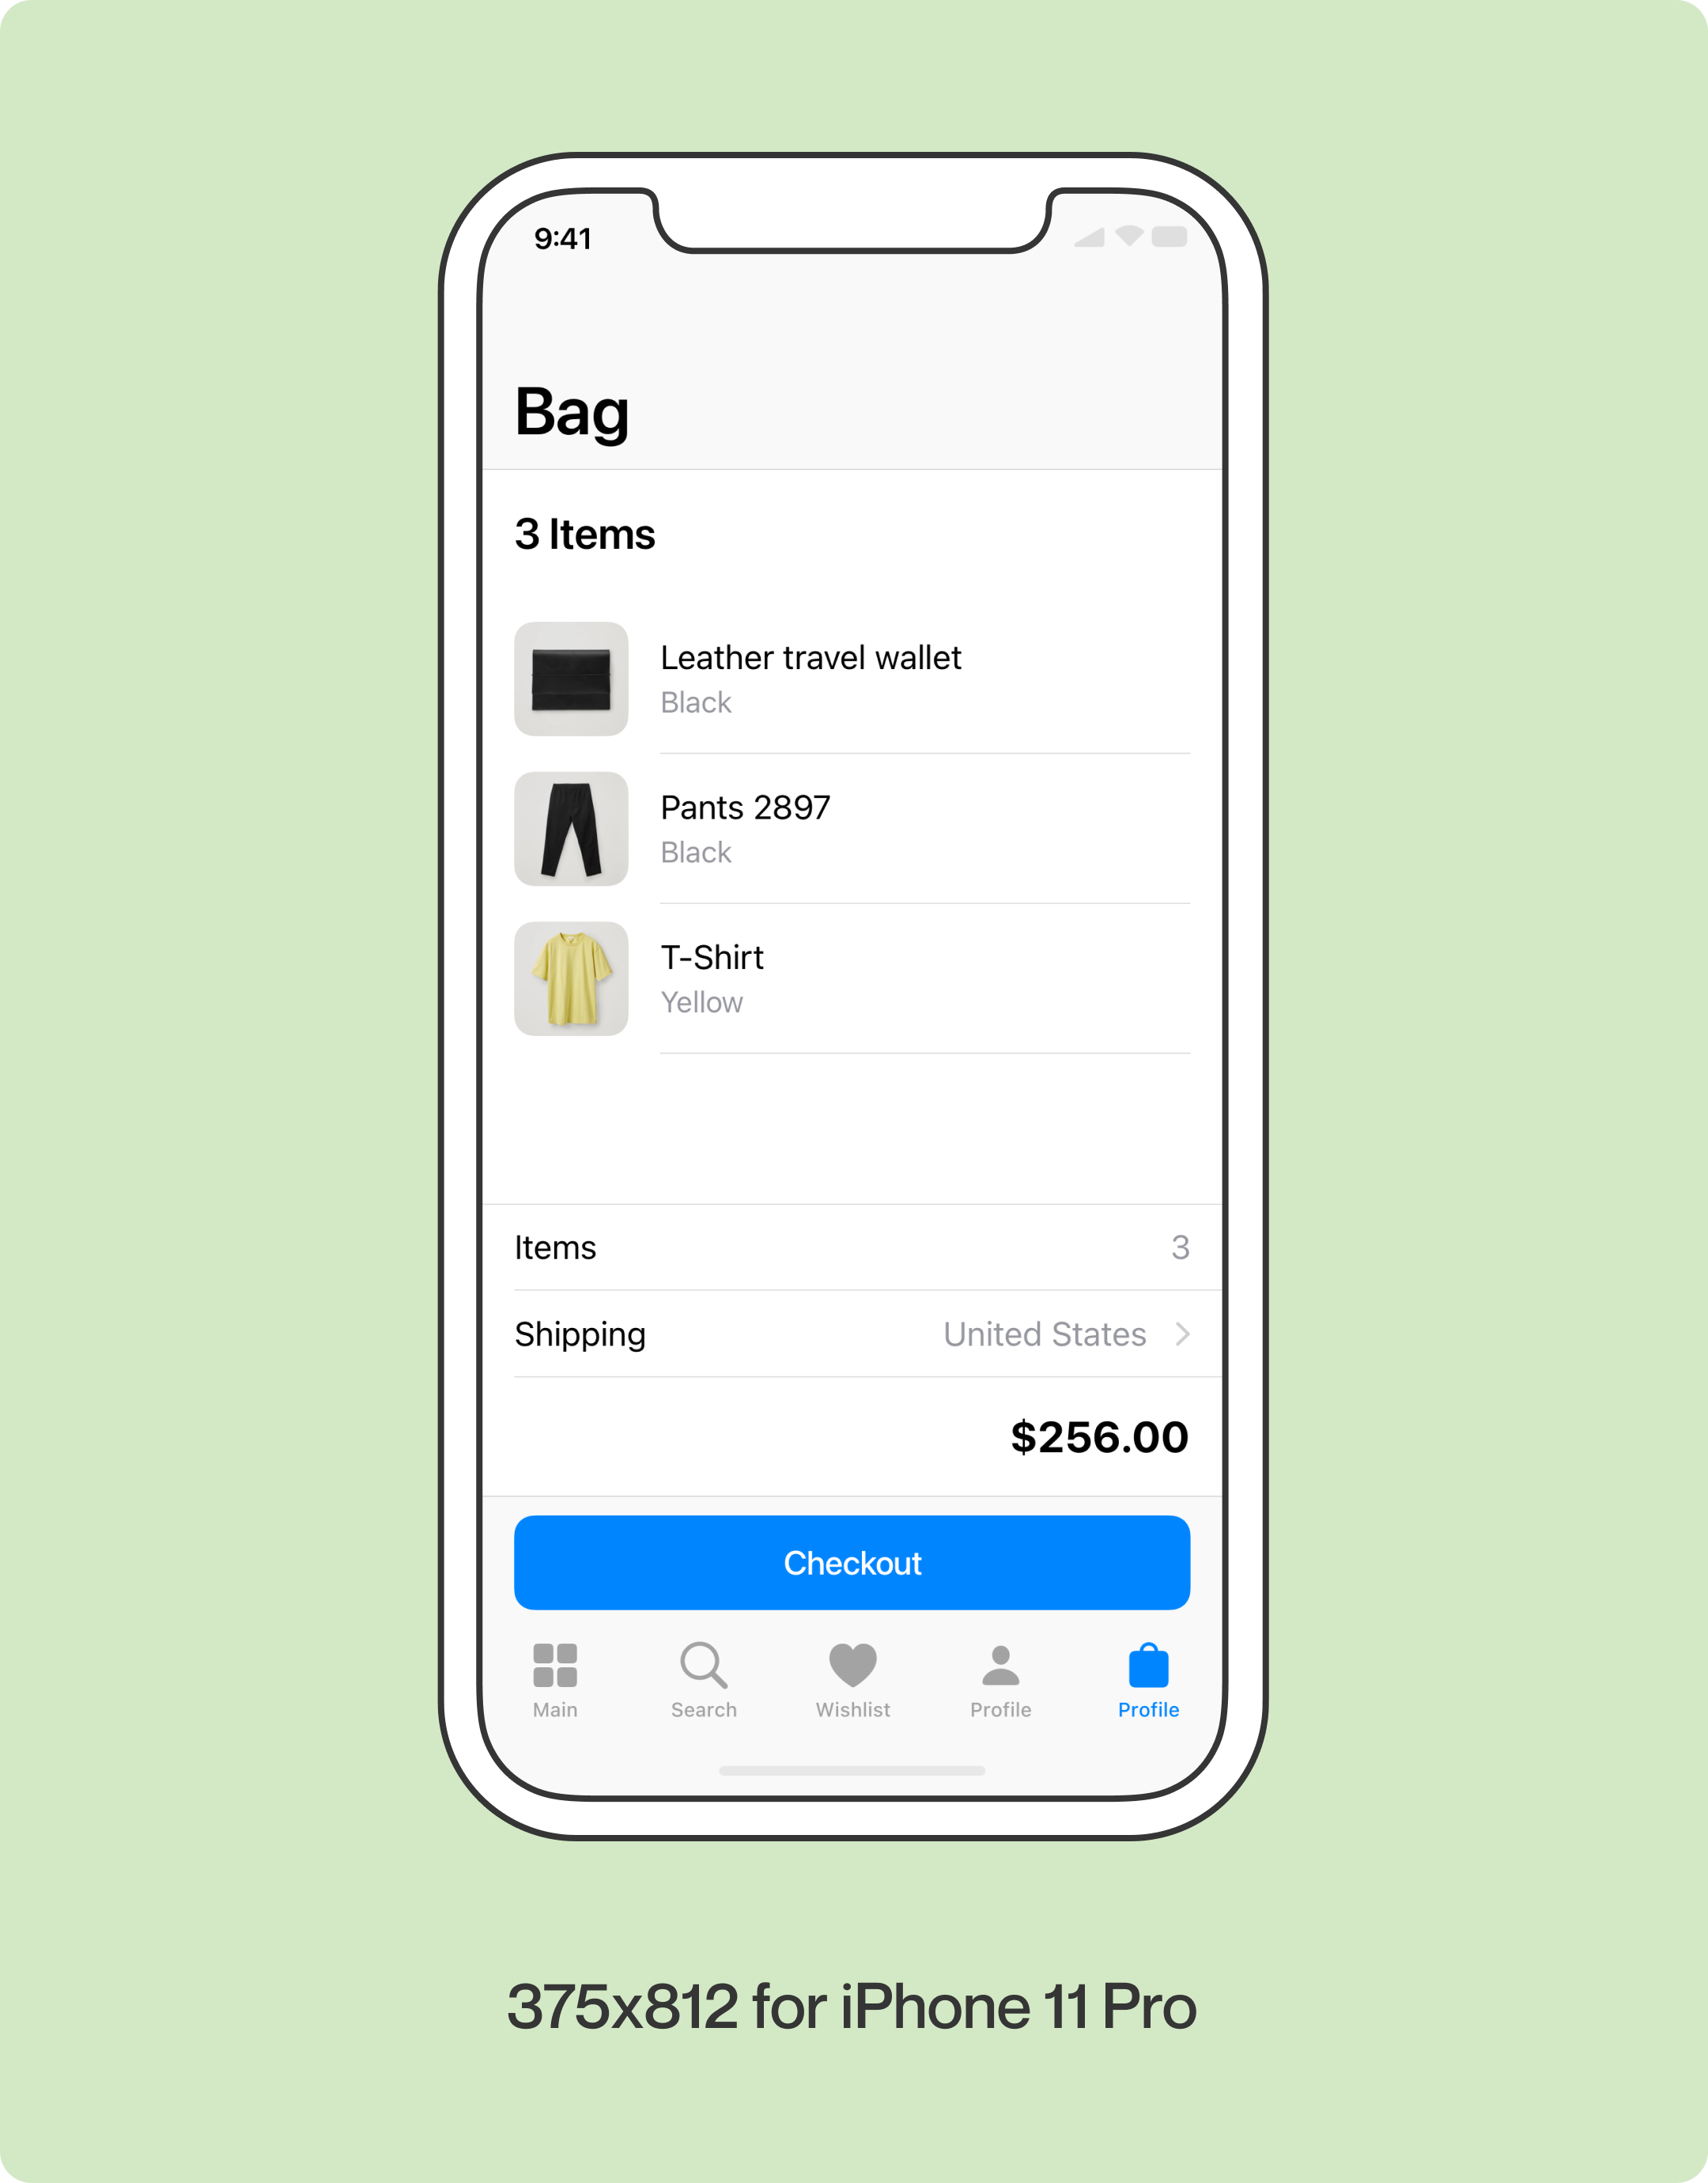 9:41
Bag
3 Items
Leather travel wallet
Black
Pants 2897
Black
T-Shirt
Yellow
Items 3
Shipping United States
$256.00
Checkout
Main Search Wishlist Profile Profile
375x812 for iPhone 11 Pro